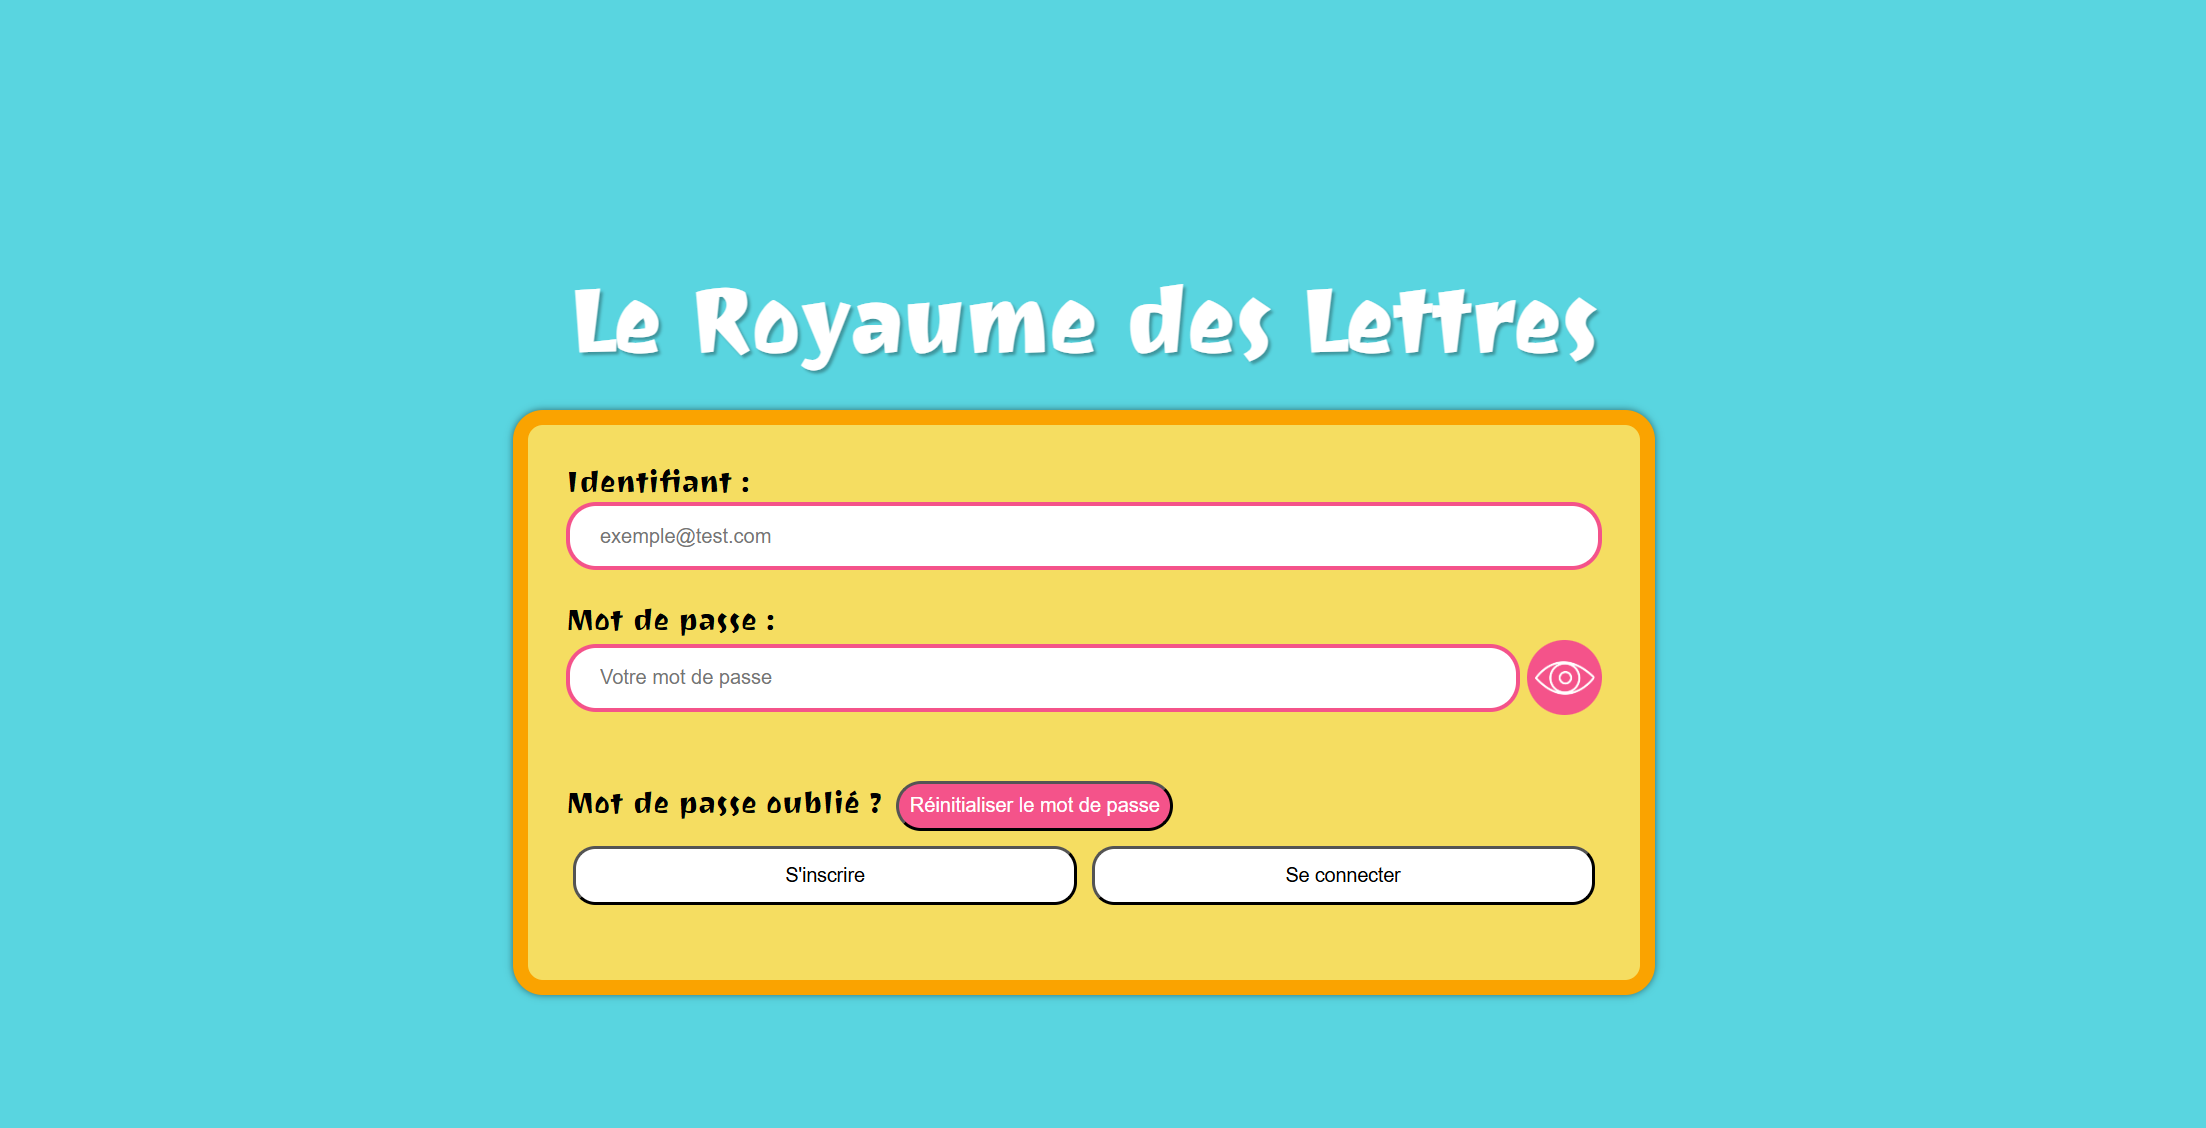 Le Royaume des Lettres
Identifiant :
exemple@test.com
Mot de passe :
Votre mot de passe
Mot de passe oublié ? Réinitialiser le mot de passe
S'inscrire Se connecter